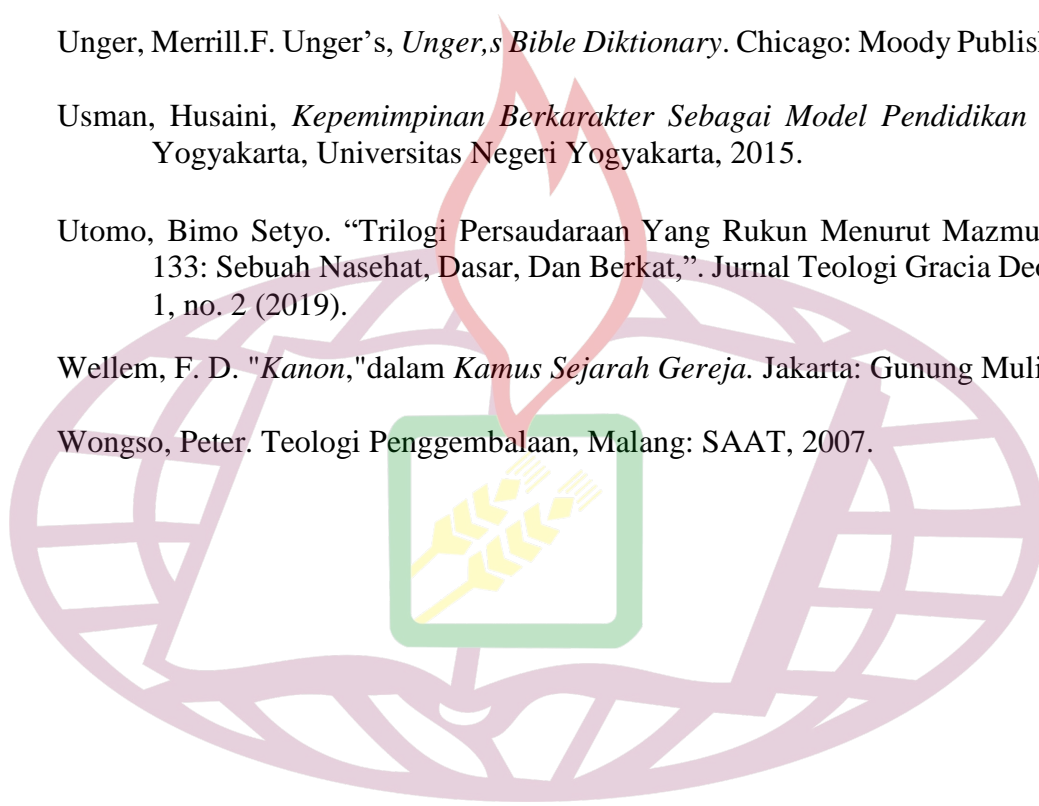 Unger, Merrill.F. Unger’s, Unger,s Bible Diktionary. Chicago: Moody Publis
Usman, Husaini, Kepemimpinan Berkarakter Sebagai Model Pendidikan
Yogyakarta, Universitas Negeri Yogyakarta, 2015.
Utomo, Bimo Setyo. “Trilogi Persaudaraan Yang Rukun Menurut Mazmu
133: Sebuah Nasehat, Dasar, Dan Berkat,”. Jurnal Teologi Gracia Deo
1, no. 2 (2019).
Wellem, F. D. "Kanon,"dalam Kamus Sejarah Gereja. Jakarta: Gunung Muli
Wongso, Peter. Teologi Penggembalaan, Malang: SAAT, 2007.